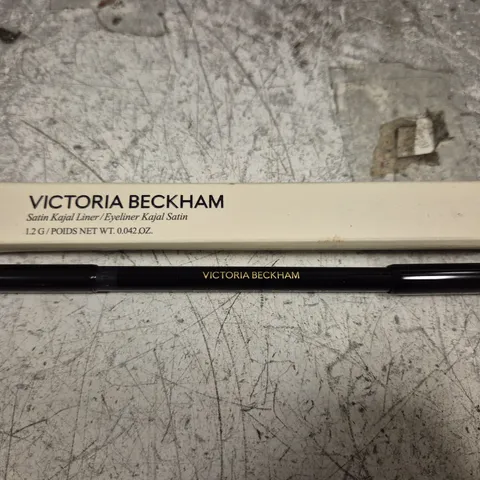 VICTORIA BECKHAM
Satin Kajal Liner / Eyeliner Kajal Satin
1.2 G / POIDS NET WT. 0.042.OZ.
VICTORIA BECKHAM